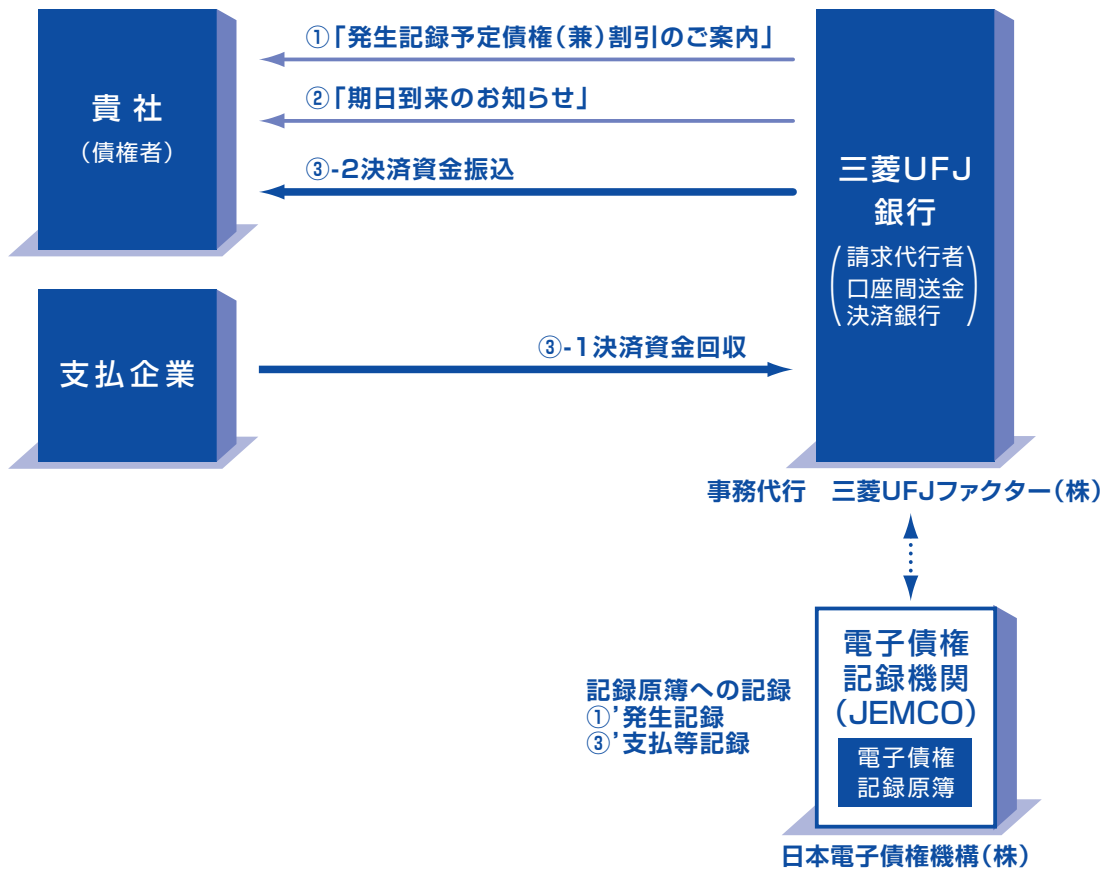 ①「発生記録予定債権(兼)割引のご案内」
②「期日到来のお知らせ」
③-2決済資金振込
貴社
(債権者)
三菱UFJ
銀行
(請求代行者
口座間送金
決済銀行)
支払企業
③-1決済資金回収
事務代行 三菱UFJファクター(株)
記録原簿への記録
①’発生記録
③’支払等記録
電子債権
記録機関
(JEMCO)
電子債権
記録原簿
日本電子債権機構(株)